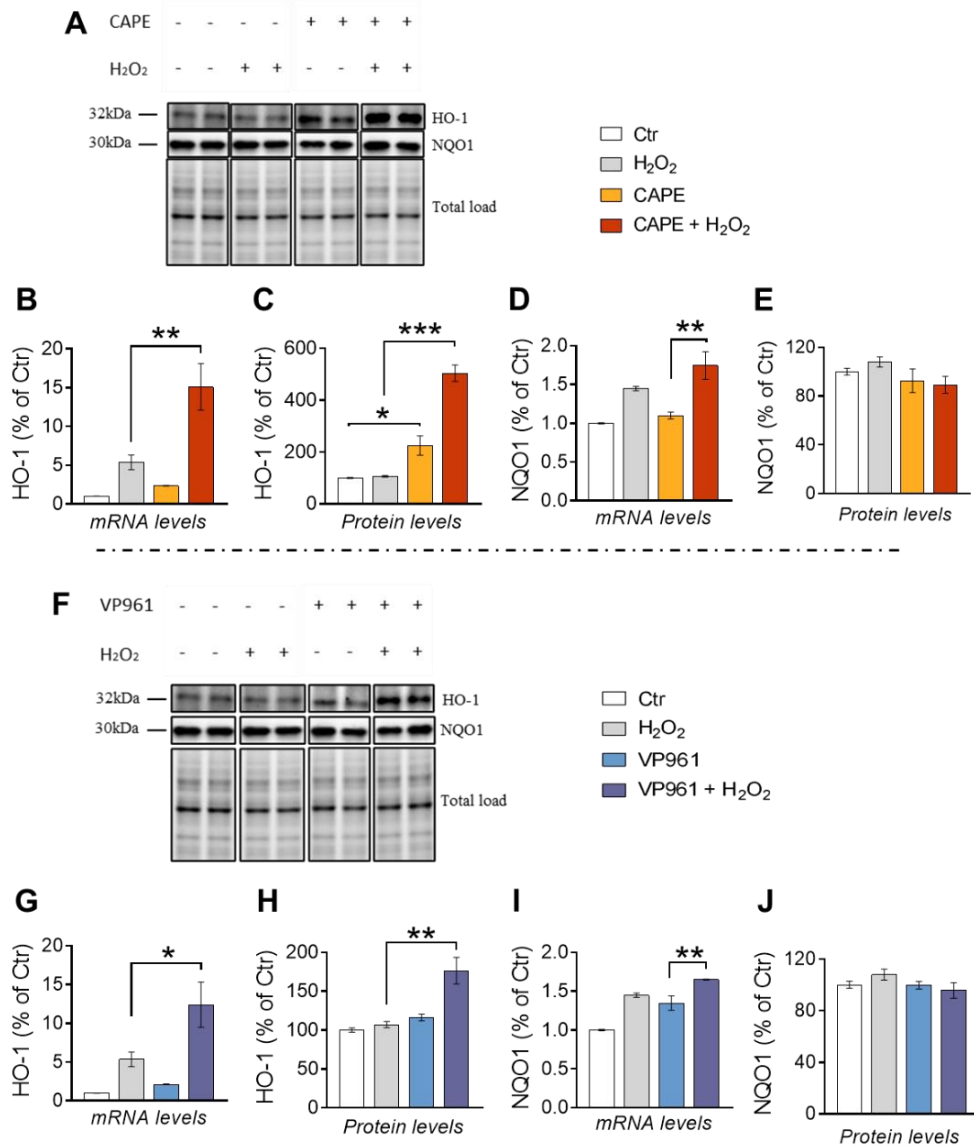 A
CAPE - - - - + + + +
H₂O₂ - - + + - - + +
32kDa HO-1
30kDa NQO1
Total load
Ctr
H₂O₂
CAPE
CAPE + H₂O₂
B
HO-1 (% of Ctr)
20
15
10
5
0
**
mRNA levels
C
HO-1 (% of Ctr)
600
400
200
0
*
***
Protein levels
D
NQO1 (% of Ctr)
2.0
1.5
1.0
0.5
0.0
**
mRNA levels
E
NQO1 (% of Ctr)
120
80
40
0
Protein levels
F
VP961 - - - - + + + +
H₂O₂ - - + + - - + +
32kDa HO-1
30kDa NQO1
Total load
Ctr
H₂O₂
VP961
VP961 + H₂O₂
G
HO-1 (% of Ctr)
20
15
10
5
0
*
mRNA levels
H
HO-1 (% of Ctr)
200
150
100
50
0
**
Protein levels
I
NQO1 (% of Ctr)
2.0
1.5
1.0
0.5
0.0
**
mRNA levels
J
NQO1 (% of Ctr)
120
80
40
0
Protein levels